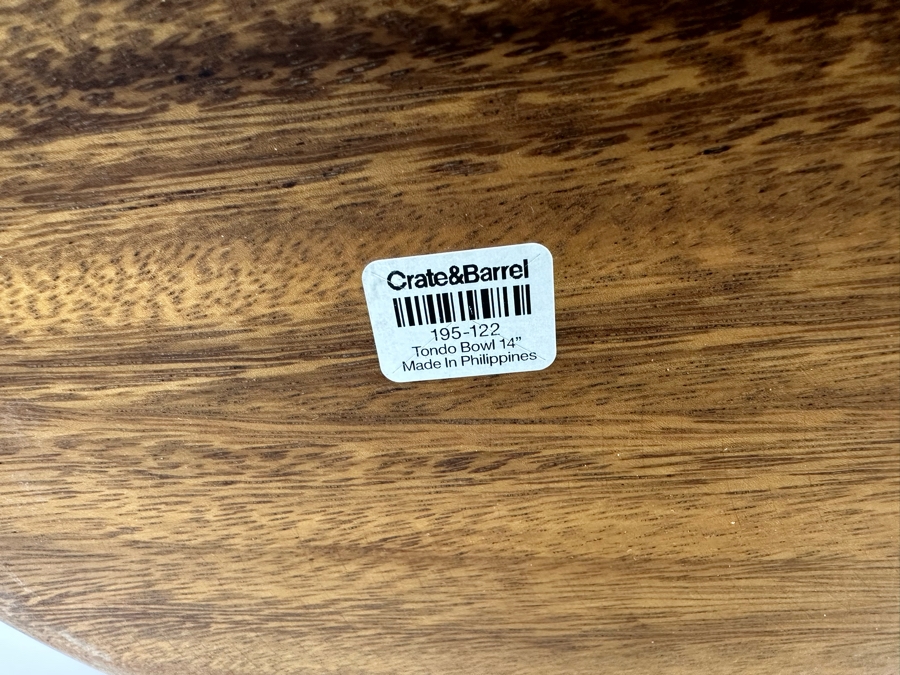 Crate&Barrel
195-122
Tondo Bowl 14”
Made In Philippines